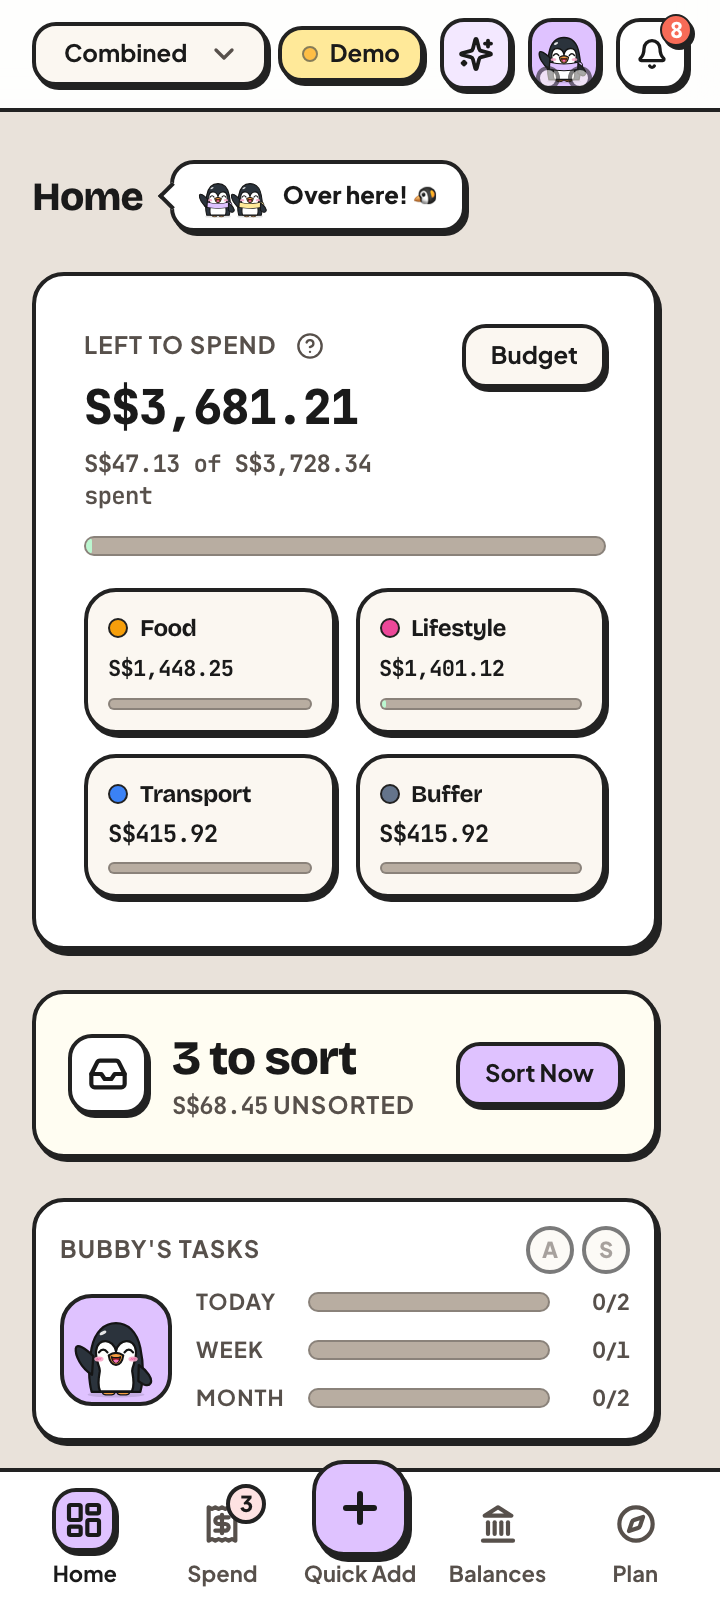 Combined
Demo
8
Home
Over here!
LEFT TO SPEND
Budget
S$3,681.21
S$47.13 of S$3,728.34
spent
Food
S$1,448.25
Lifestyle
S$1,401.12
Transport
S$415.92
Buffer
S$415.92
3 to sort
S$68.45 UNSORTED
Sort Now
BUBBY'S TASKS
A
S
TODAY
0/2
WEEK
0/1
MONTH
0/2
3
Home
Spend
Quick Add
Balances
Plan